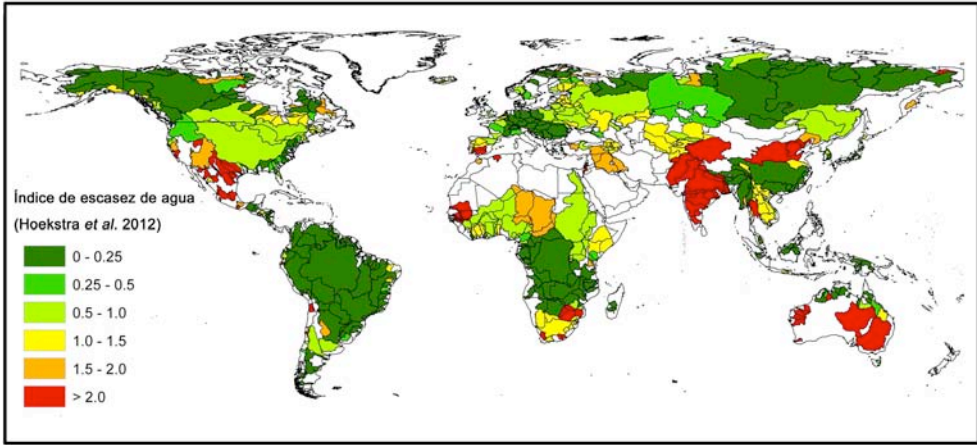 Índice de escasez de agua
(Hoekstra et al. 2012)
0 - 0.25
0.25 - 0.5
0.5 - 1.0
1.0 - 1.5
1.5 - 2.0
> 2.0